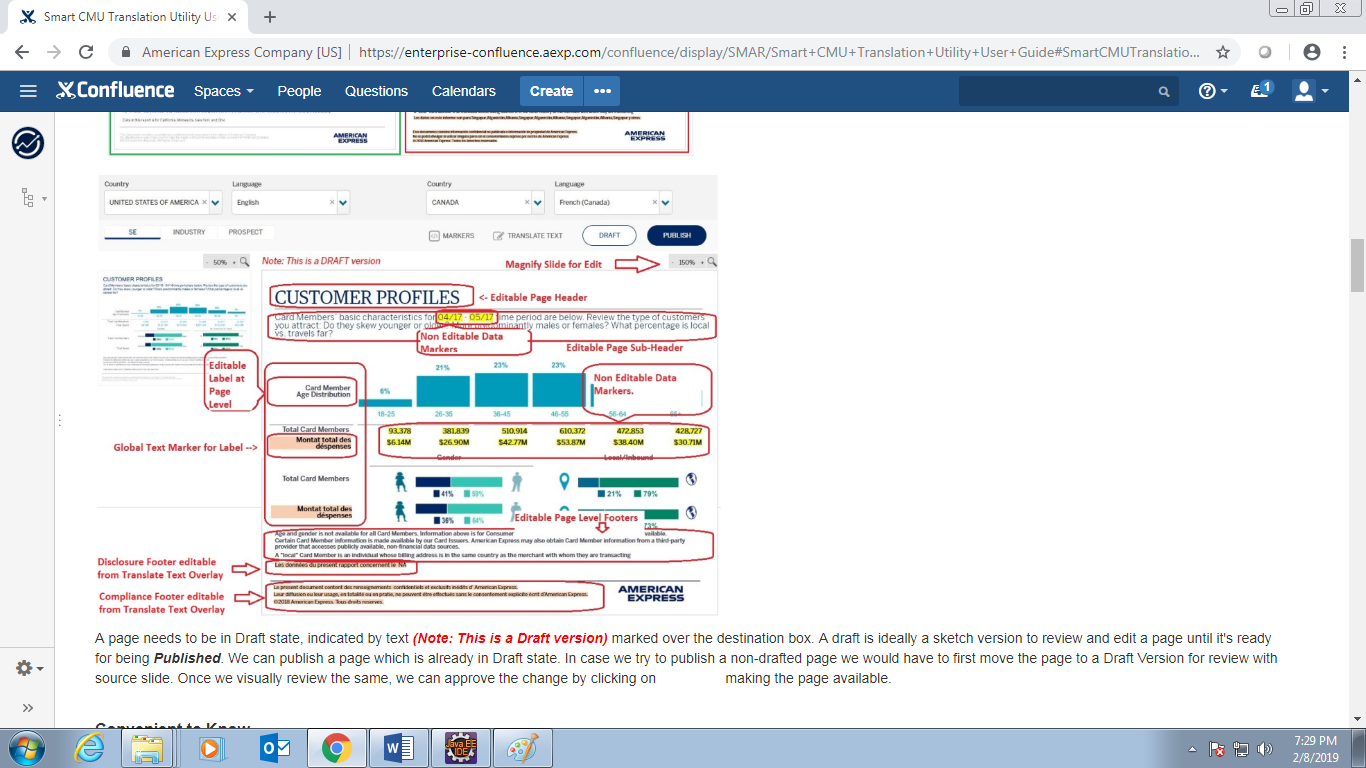 Smart CMU Translation Utility Us
American Express Company [US]
https://enterprise-confluence.aexp.com/confluence/display/SMAR/Smart+CMU+Translation+Utility+User+Guide#SmartCMUTranslatio...
Confluence Spaces People Questions Calendars Create ••• 1
AMERICAN
EXPRESS
AMERICAN
EXPRESS
Country Language Country Language
UNITED STATES OF AMERICA × English × CANADA × French (Canada) ×
SE INDUSTRY PROSPECT MARKERS TRANSLATE TEXT DRAFT PUBLISH
- 50% + Note: This is a DRAFT version Magnify Slide for Edit - 150% +
CUSTOMER PROFILES
CUSTOMER PROFILES <- Editable Page Header
Card Members' basic characteristics for 04/17 - 05/17 time period are below. Review the type of customers
you attract: Do they skew younger or predominantly males or females? What percentage is local
vs. travels far?
Non Editable Data
Markers
Editable Page Sub-Header
Editable
Label at
Page
Level
Card Member
Age Distribution
6% 21% 23% 23%
Non Editable Data
Markers.
18-25 26-35 36-45 46-55 56-64
Total Card Members 93,378 381,839 510,914 610,372 472,853 428,727
Global Text Marker for Label -->
Montat total des
déspenses
$6.14M $26.90M $42.77M $53.87M $38.40M $30.71M
Gender Local/Inbound
Total Card Members
41% 59% 21% 79%
Montat total des
déspenses
36% 64%
Editable Page Level Footers
Age and gender is not available for all Card Members. Information above is for Consumer
Certain Card Member information is made available by our Card Issuers. American Express may also obtain Card Member information from a third-party
provider that accesses publicly available, non-financial data sources.
A "local" Card Member is an individual whose billing address is in the same country as the merchant with whom they are transacting
Disclosure Footer editable
from Translate Text Overlay
Les données du présent rapport concernent le NA
Compliance Footer editable
from Translate Text Overlay
Le présent document contient des renseignements confidentiels et exclusifs inédits d'American Express.
Leur diffusion ou leur usage, en totalité ou en partie, ne peuvent être effectués sans le consentement explicite écrit d'American Express.
©2018 American Express. Tous droits réservés.
AMERICAN
EXPRESS
A page needs to be in Draft state, indicated by text (Note: This is a Draft version) marked over the destination box. A draft is ideally a sketch version to review and edit a page until it's ready
for being Published. We can publish a page which is already in Draft state. In case we try to publish a non-drafted page we would have to first move the page to a Draft Version for review with
source slide. Once we visually review the same, we can approve the change by clicking on making the page available.
Convenient to Know
Java EE
IDE
7:29 PM
2/8/2019